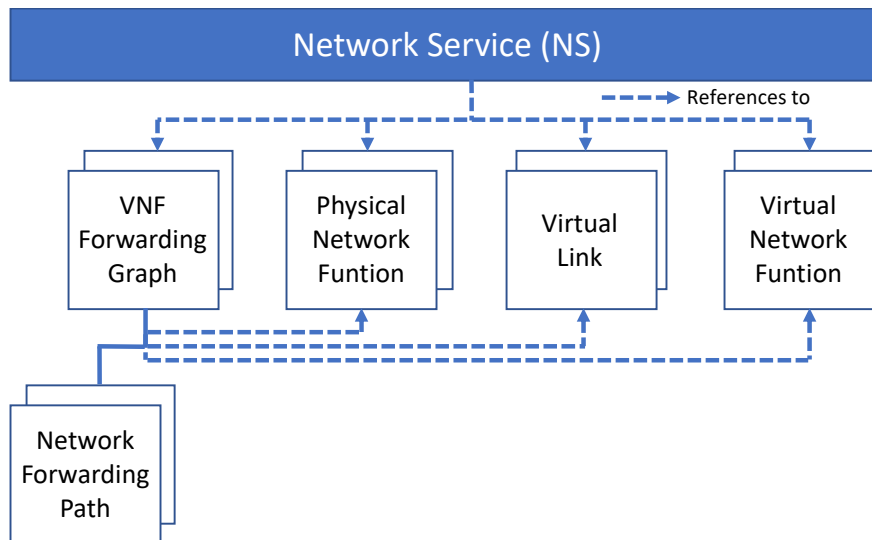 Network Service (NS)
References to
VNF
Forwarding
Graph
Physical
Network
Funtion
Virtual
Link
Virtual
Network
Funtion
Network
Forwarding
Path